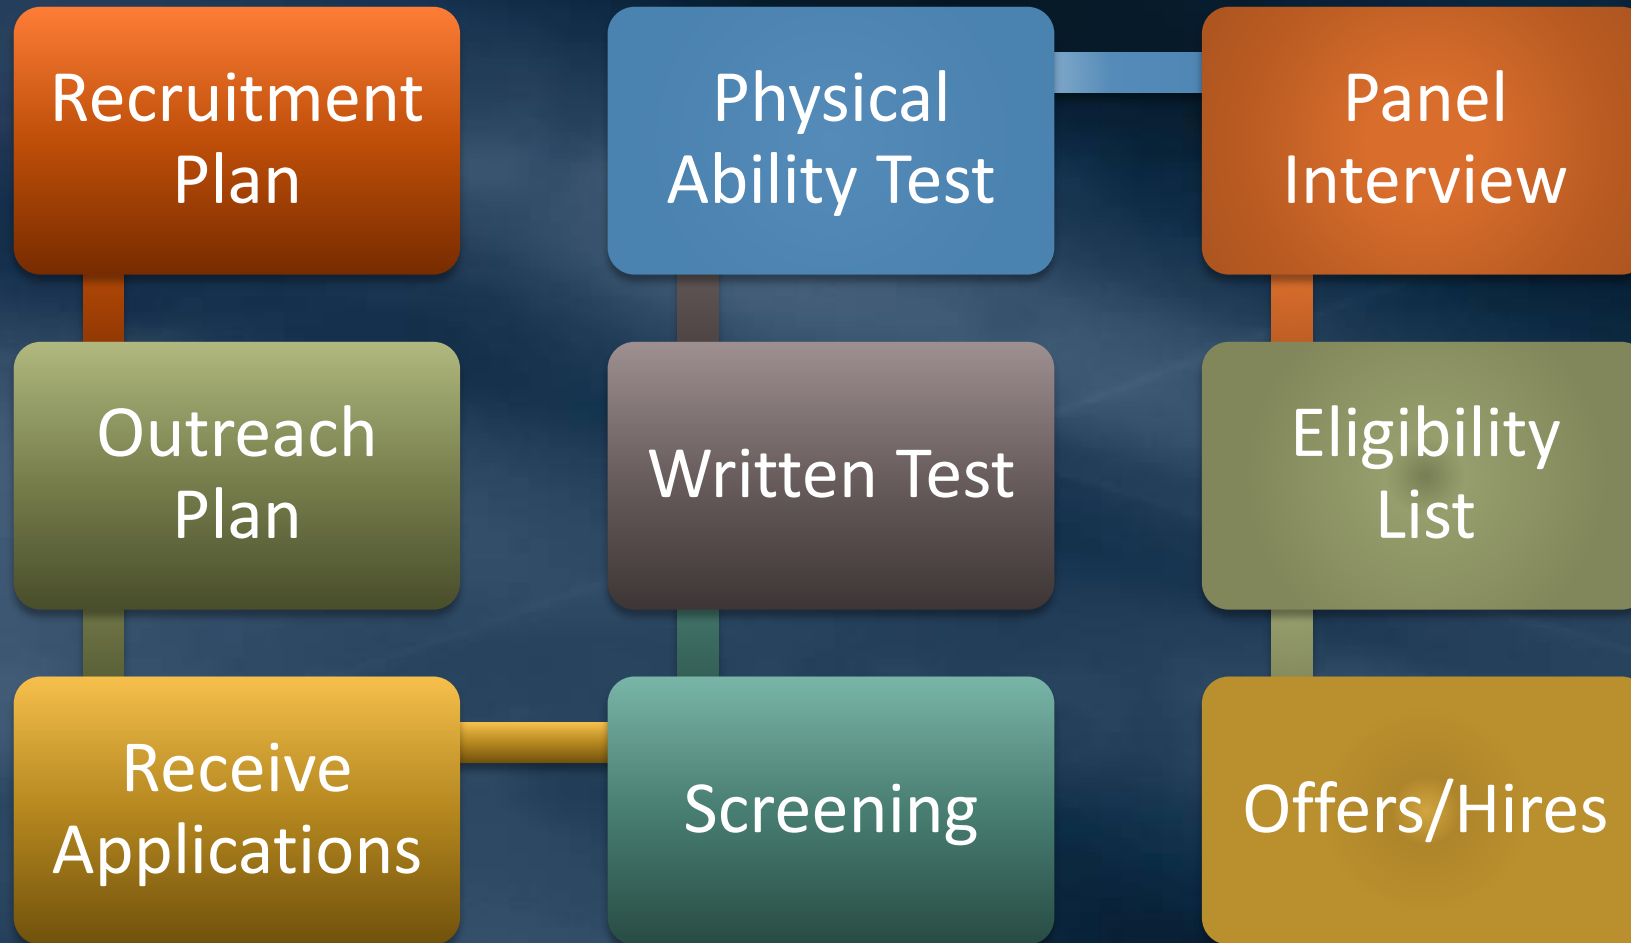 Recruitment
Plan
Outreach
Plan
Receive
Applications
Screening
Written Test
Physical
Ability Test
Panel
Interview
Eligibility
List
Offers/Hires